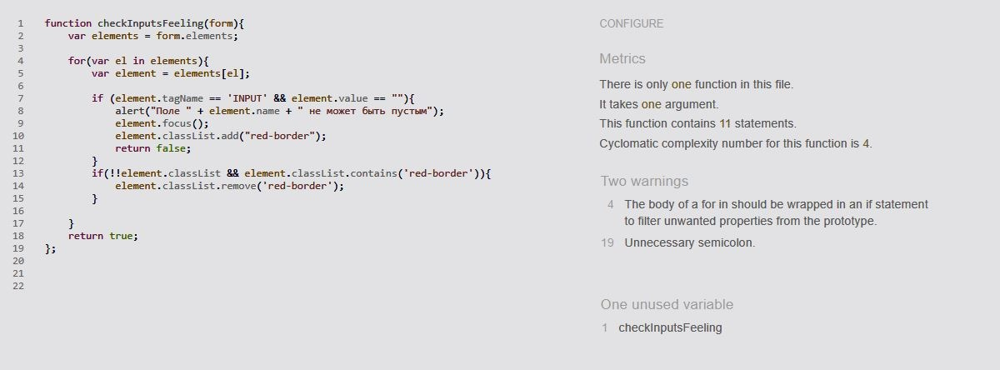 1 function checkInputsFeeling(form){
2     var elements = form.elements;
3
4     for(var el in elements){
5         var element = elements[el];
6
7         if (element.tagName == 'INPUT' && element.value == ""){
8             alert("Поле " + element.name + " не может быть пустым");
9             element.focus();
10             element.classList.add("red-border");
11             return false;
12         }
13         if(!!element.classList && element.classList.contains('red-border')){
14             element.classList.remove('red-border');
15         }
16
17     }
18     return true;
19 };
20
21
22
CONFIGURE
Metrics
There is only one function in this file.
It takes one argument.
This function contains 11 statements.
Cyclomatic complexity number for this function is 4.
Two warnings
4 The body of a for in should be wrapped in an if statement
to filter unwanted properties from the prototype.
19 Unnecessary semicolon.
One unused variable
1 checkInputsFeeling